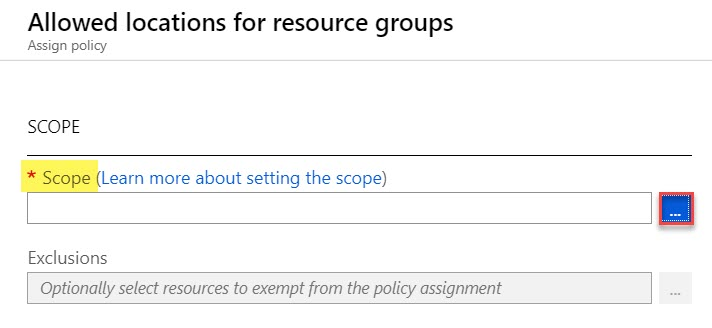 Allowed locations for resource groups
Assign policy
SCOPE
* Scope (Learn more about setting the scope)
...
Exclusions
Optionally select resources to exempt from the policy assignment
...